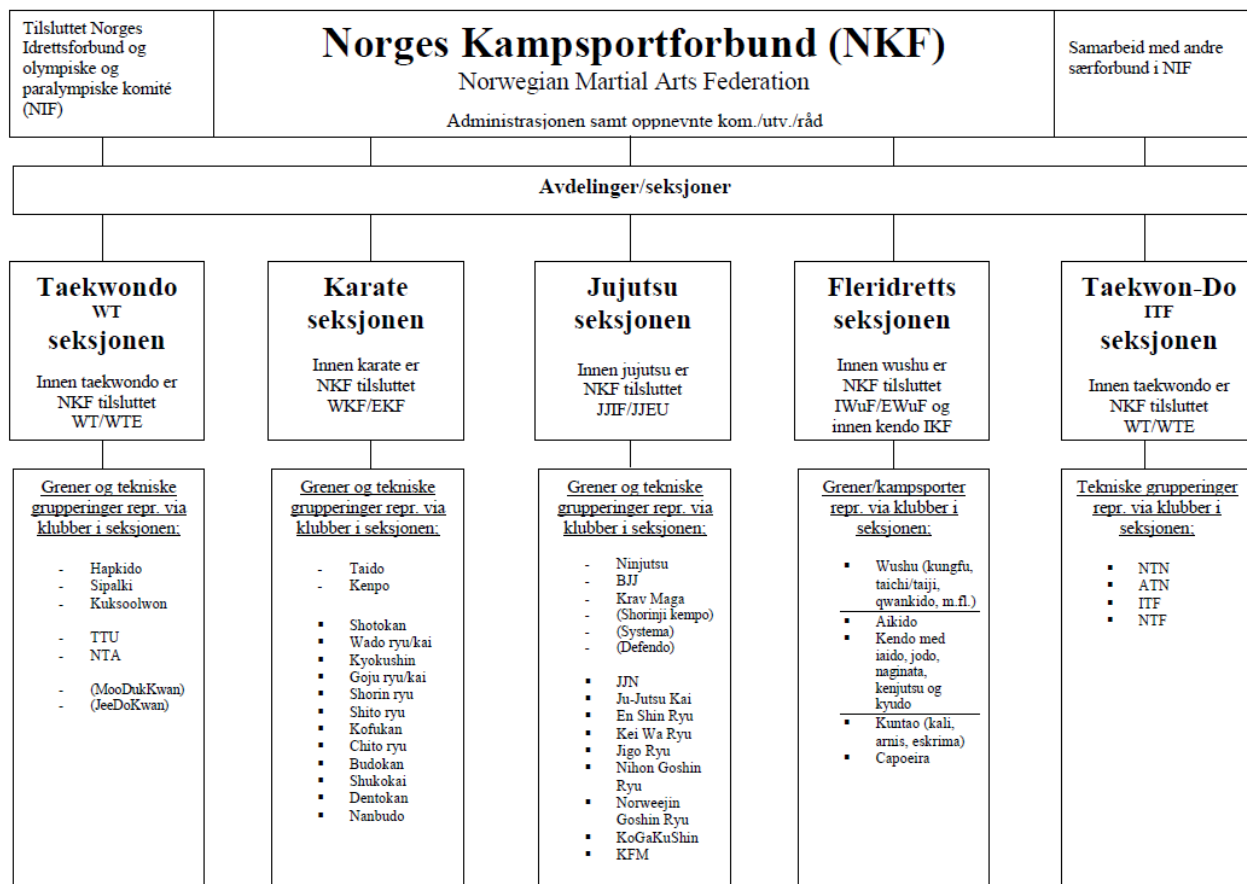 Tilsluttet Norges
Idrettsforbund og
olympiske og
paralympiske komité
(NIF)
Norges Kampsportforbund (NKF)
Norwegian Martial Arts Federation
Administrasjonen samt oppnevnte kom./utv./råd
Samarbeid med andre
særforbund i NIF
Avdelinger/seksjoner
Taekwondo
WT
seksjonen
Innen taekwondo er
NKF tilsluttet
WT/WTE
Karate
seksjonen
Innen karate er
NKF tilsluttet
WKF/EKF
Jujutsu
seksjonen
Innen jujutsu er
NKF tilsluttet
JJIF/JJEU
Fleridretts
seksjonen
Innen wushu er
NKF tilsluttet
IWuF/EWuF og
innen kendo IKF
Taekwon-Do
ITF
seksjonen
Innen taekwondo er
NKF tilsluttet
WT/WTE
Grener og tekniske
grupperinger repr. via
klubber i seksjonen;
- Hapkido
- Sipalki
- Kuksoolwon
- TTU
- NTA
- (MooDukKwan)
- (JeeDoKwan)
Grener og tekniske
grupperinger repr. via
klubber i seksjonen;
- Taido
- Kenpo
▪ Shotokan
▪ Wado ryu/kai
▪ Kyokushin
▪ Goju ryu/kai
▪ Shorin ryu
▪ Shito ryu
▪ Kofukan
▪ Chito ryu
▪ Budokan
▪ Shukokai
▪ Dentokan
▪ Nanbudo
Grener og tekniske
grupperinger repr. via
klubber i seksjonen;
- Ninjutsu
- BJJ
- Krav Maga
- (Shorinji kempo)
- (Systema)
- (Defendo)
▪ JJN
▪ Ju-Jutsu Kai
▪ En Shin Ryu
▪ Kei Wa Ryu
▪ Jigo Ryu
▪ Nihon Goshin
Ryu
▪ Norweejin
Goshin Ryu
▪ KoGaKuShin
▪ KFM
Grener/kampsporter
repr. via klubber i
seksjonen;
▪ Wushu (kungfu,
taichi/taiji,
qwankido, m.fl.)
▪ Aikido
▪ Kendo med
iaido, jodo,
naginata,
kenjutsu og
kyudo
▪ Kuntao (kali,
arnis, eskrima)
▪ Capoeira
Tekniske grupperinger
repr. via klubber i
seksjonen;
▪ NTN
▪ ATN
▪ ITF
▪ NTF